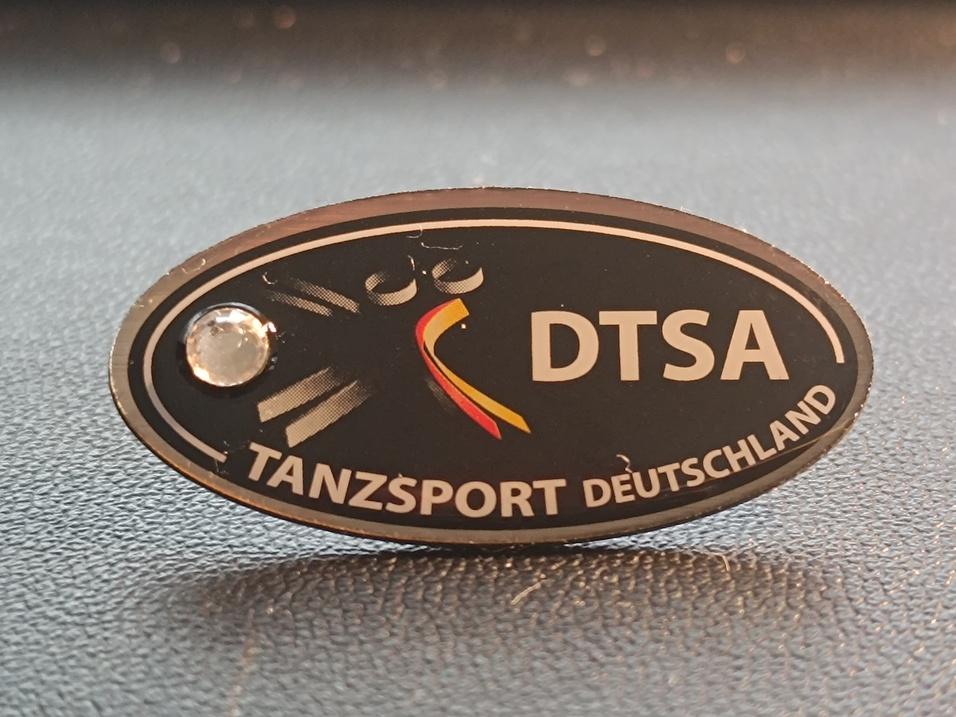 DTSA
TANZSPORT DEUTSCHLAND